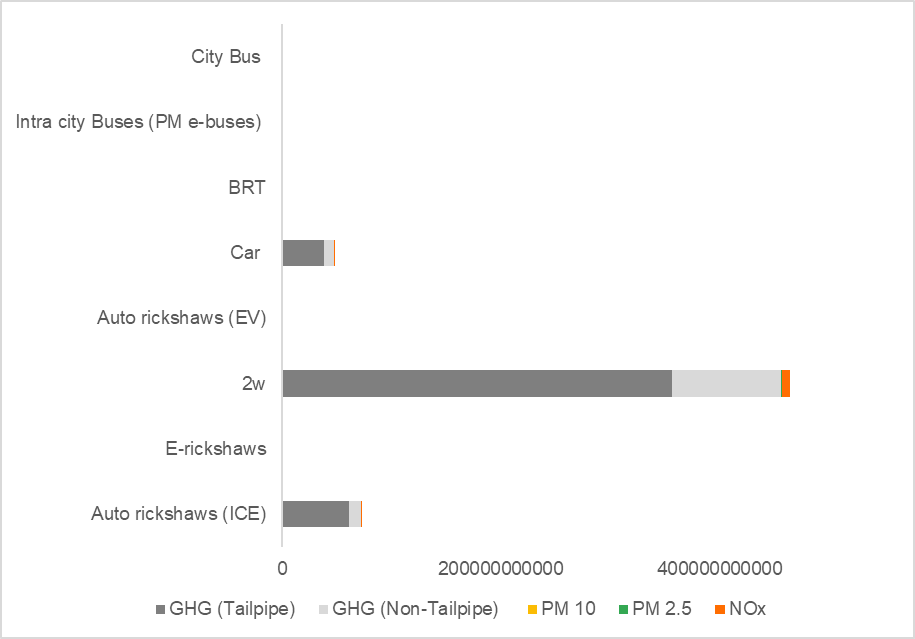 City Bus
Intra city Buses (PM e-buses)
BRT
Car
Auto rickshaws (EV)
2w
E-rickshaws
Auto rickshaws (ICE)
0 200000000000 400000000000
GHG (Tailpipe) GHG (Non-Tailpipe) PM 10 PM 2.5 NOx